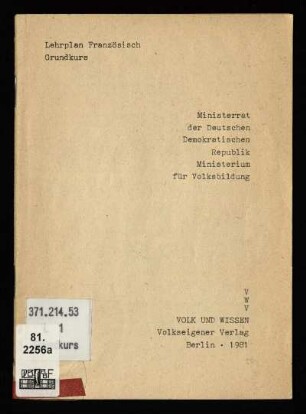 Lehrplan Französisch
Grundkurs
Ministerrat
der Deutschen
Demokratischen
Republik
Ministerium
für Volksbildung
V
W
V
VOLK UND WISSEN
Volkseigener Verlag
Berlin · 1981
371.214.53
1
kurs
81.
2256a